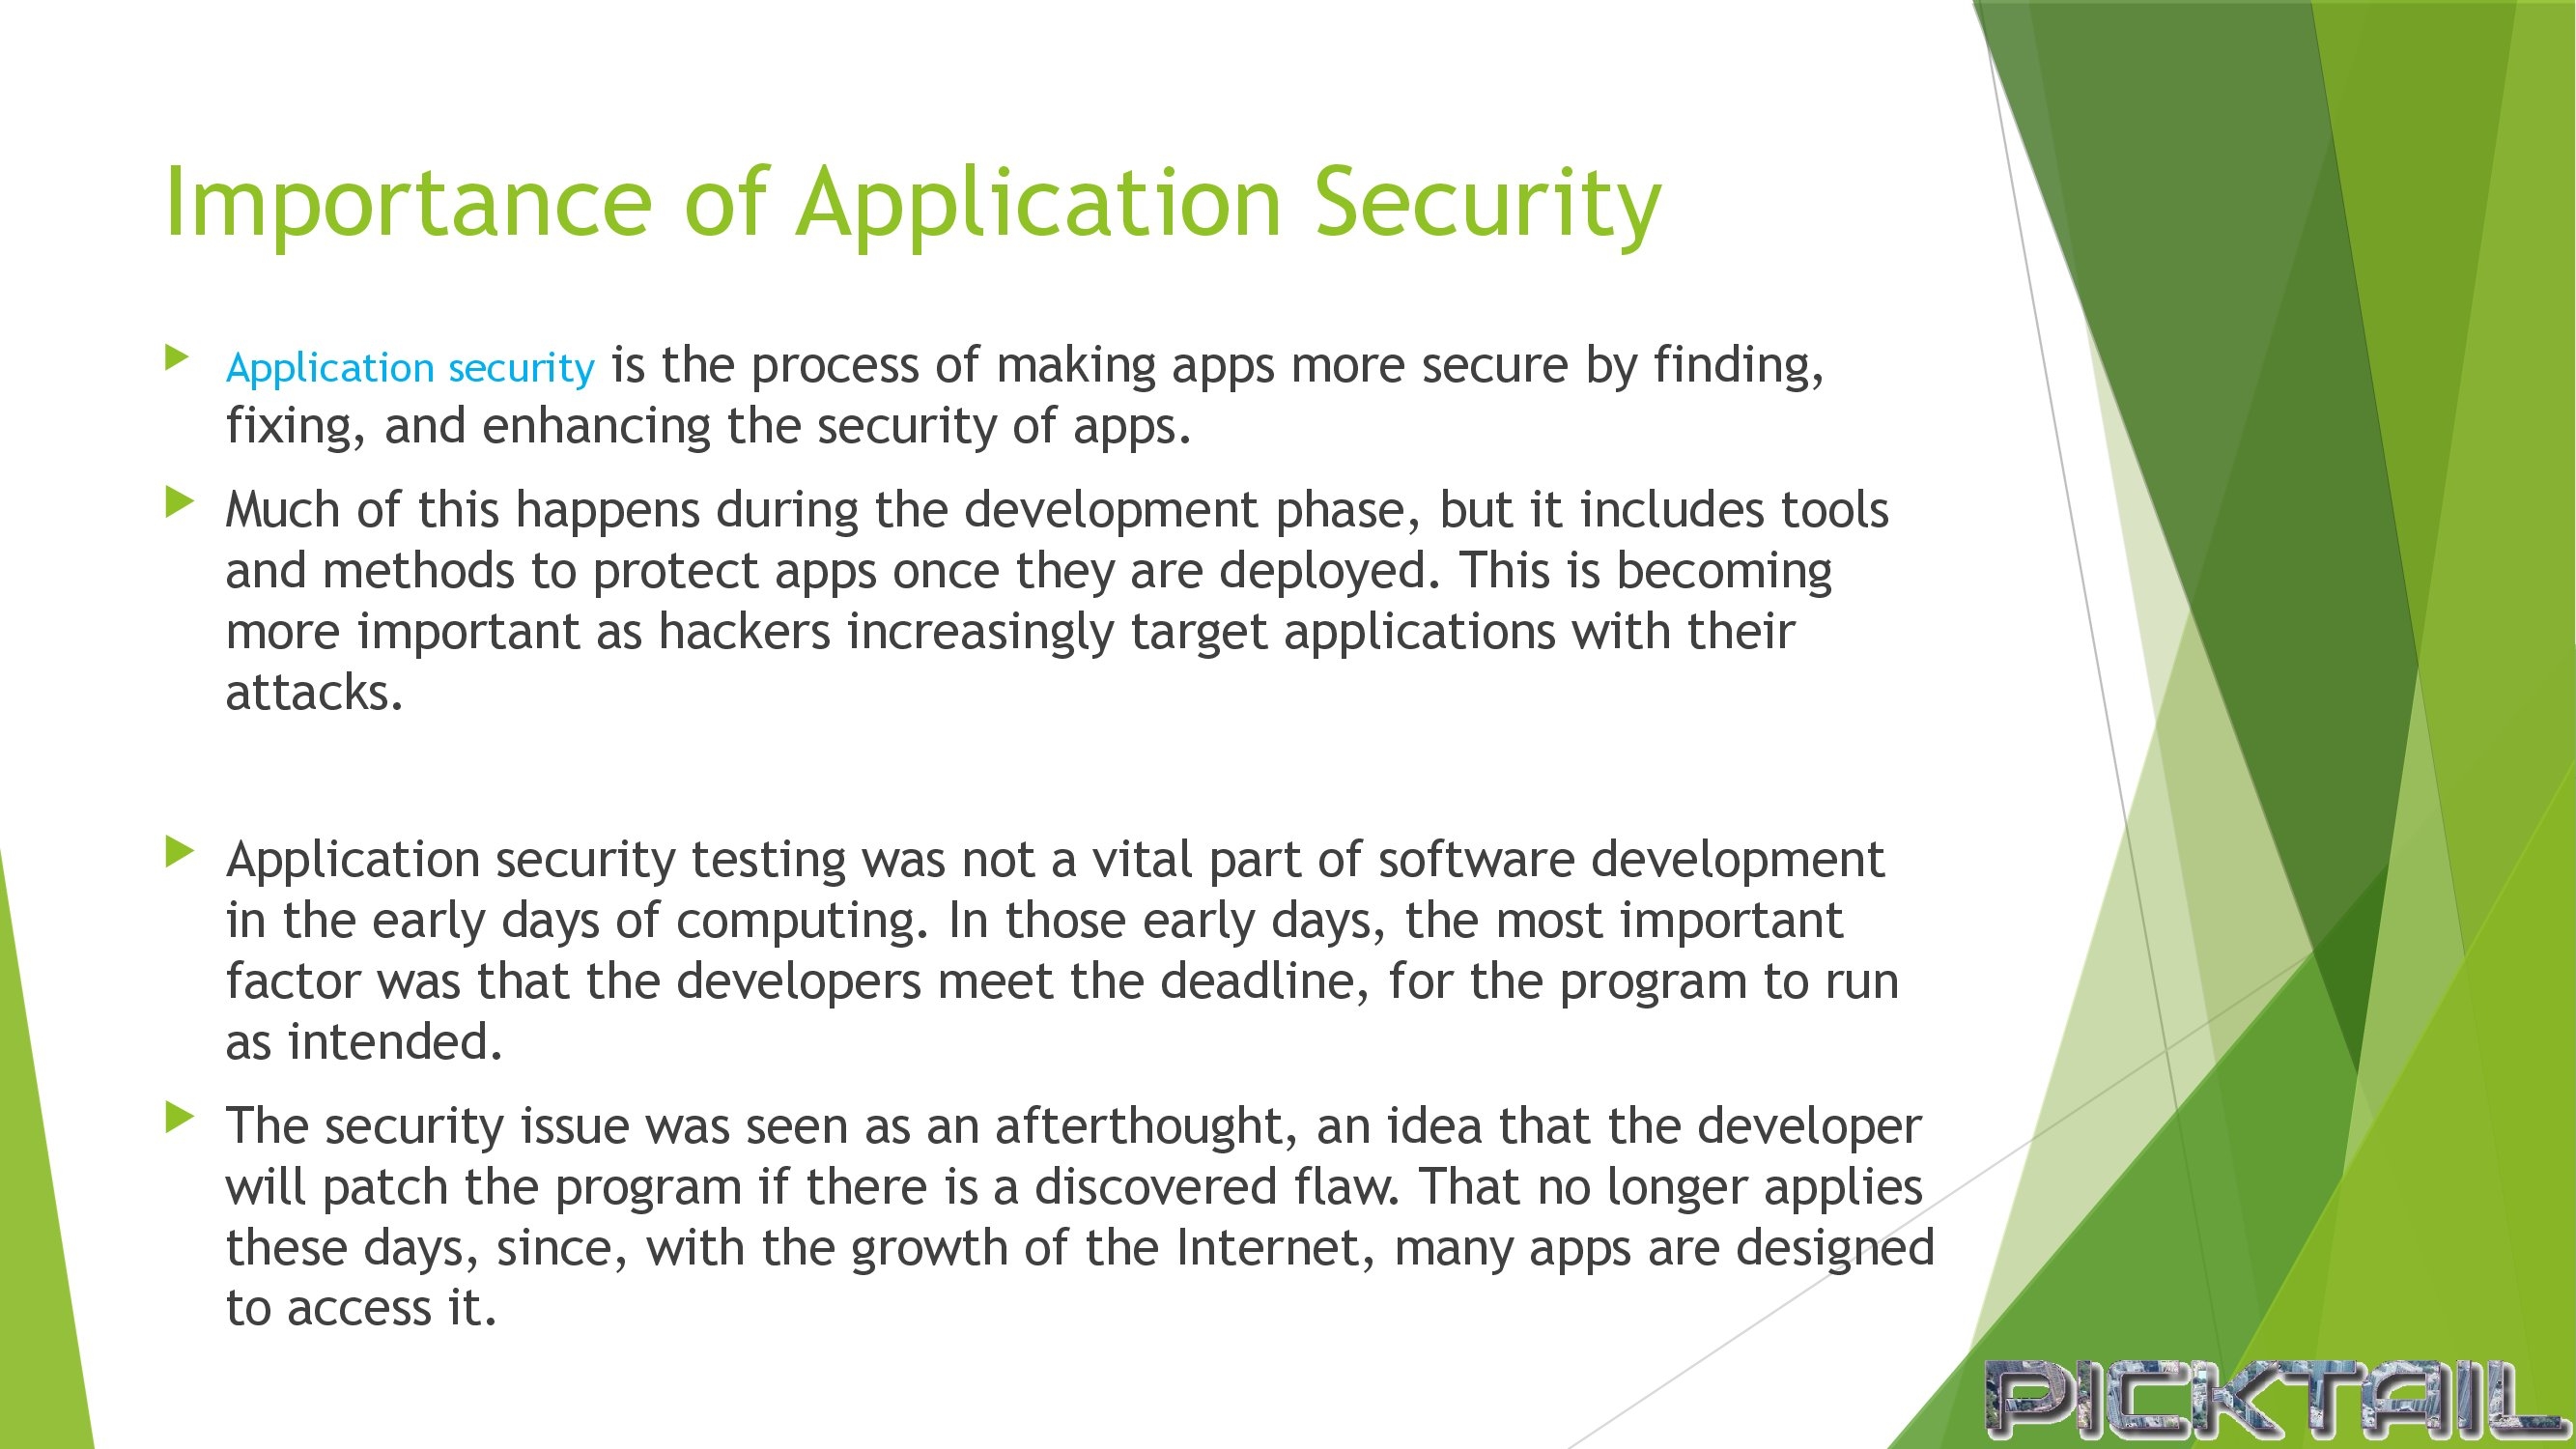 Importance of Application Security
Application security is the process of making apps more secure by finding,
fixing, and enhancing the security of apps.
Much of this happens during the development phase, but it includes tools
and methods to protect apps once they are deployed. This is becoming
more important as hackers increasingly target applications with their
attacks.
Application security testing was not a vital part of software development
in the early days of computing. In those early days, the most important
factor was that the developers meet the deadline, for the program to run
as intended.
The security issue was seen as an afterthought, an idea that the developer
will patch the program if there is a discovered flaw. That no longer applies
these days, since, with the growth of the Internet, many apps are designed
to access it.
PICKTAIL